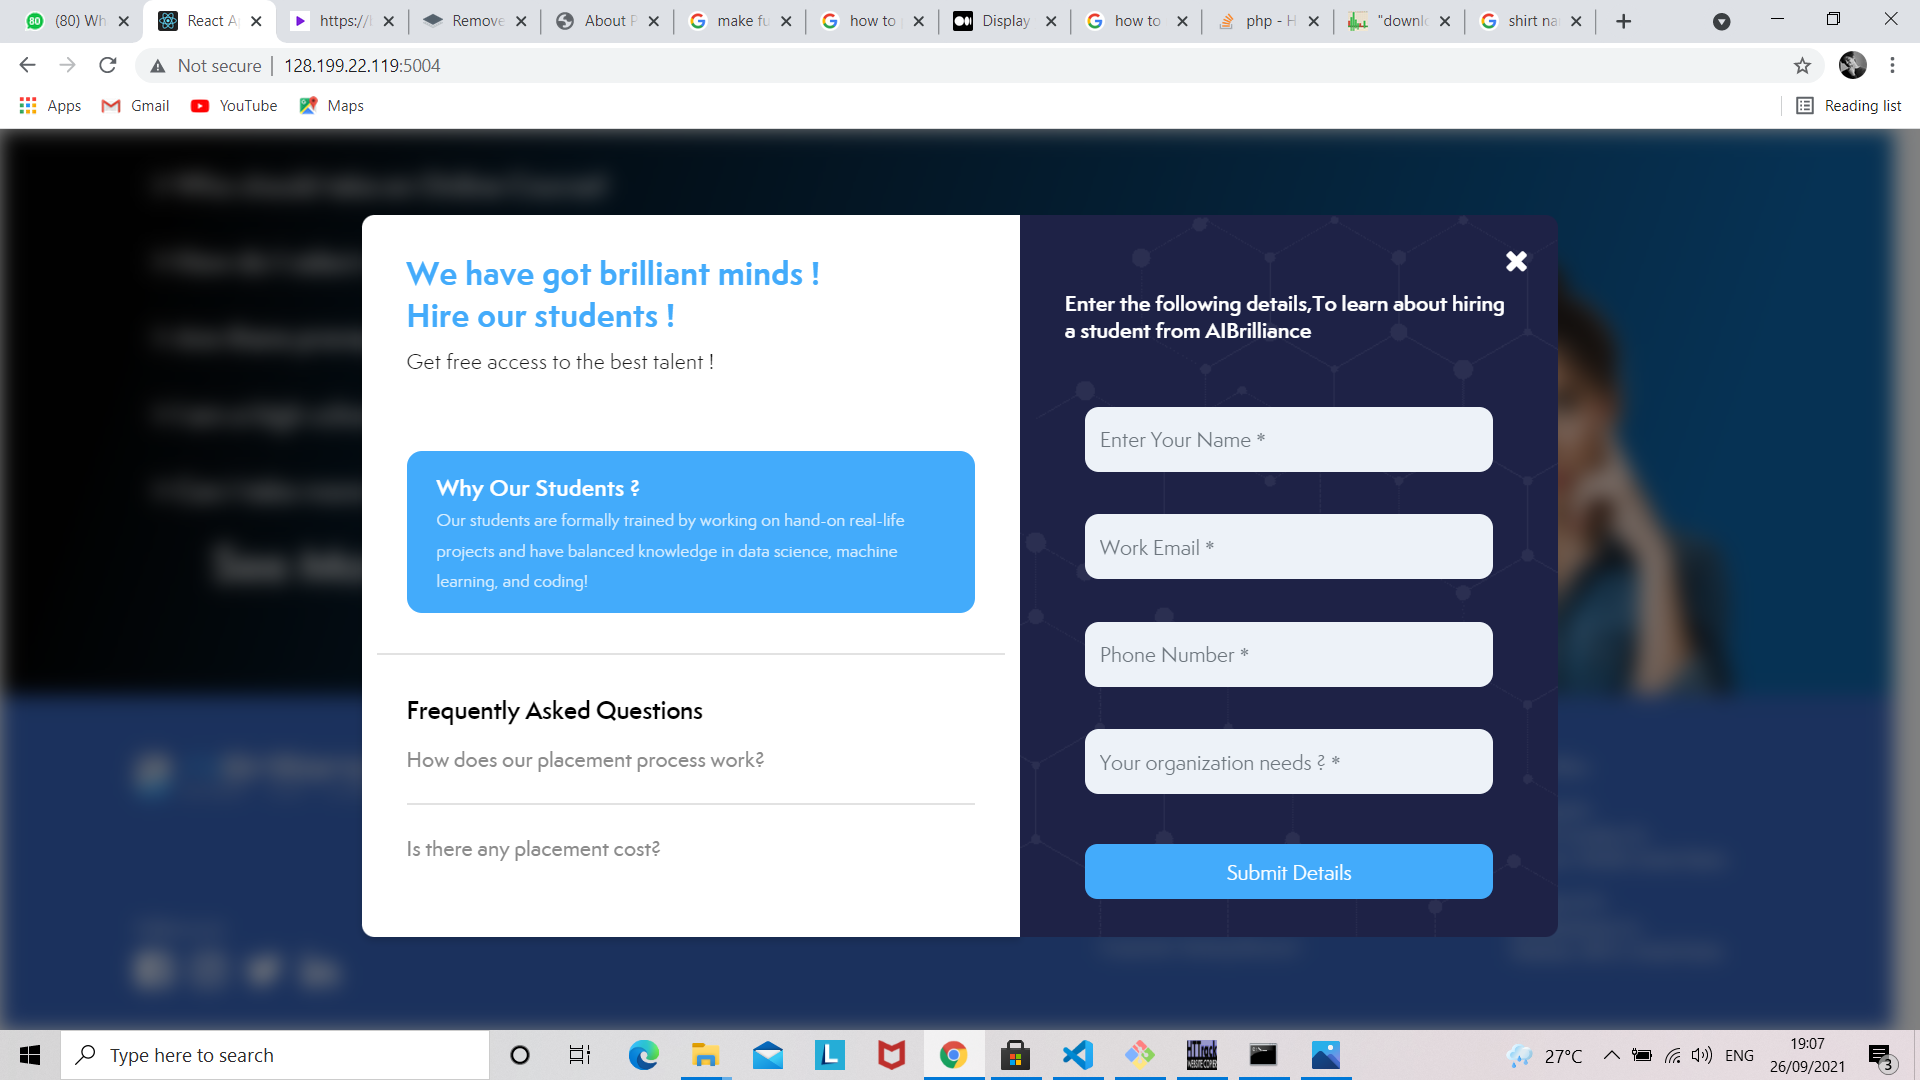 (80) Wh
React A
https://
Remove
About P
make fu
how to
Display
how to
php - H
"downlo
shirt na
Not secure
128.199.22.119:5004
Apps
Gmail
YouTube
Maps
Reading list
We have got brilliant minds !
Hire our students !
Get free access to the best talent !
Why Our Students ?
Our students are formally trained by working on hand-on real-life
projects and have balanced knowledge in data science, machine
learning, and coding!
Frequently Asked Questions
How does our placement process work?
Is there any placement cost?
Enter the following details,To learn about hiring
a student from AIBrilliance
Enter Your Name *
Work Email *
Phone Number *
Your organization needs ? *
Submit Details
Type here to search
27°C
ENG
19:07
26/09/2021
3